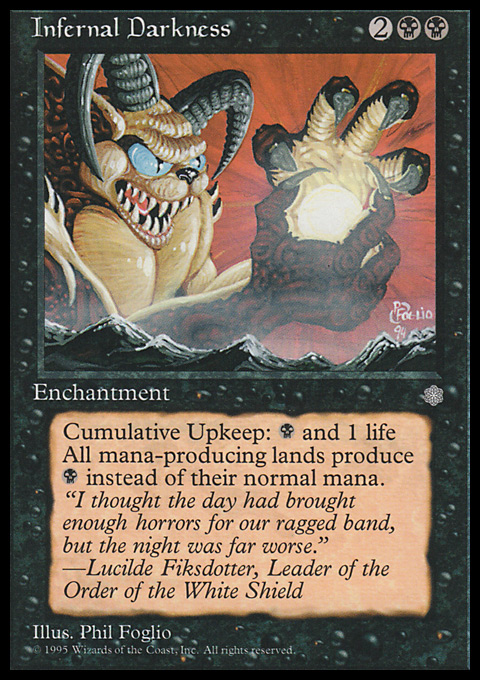 Infernal Darkness 2
P
FOGLIO
94
Enchantment
Cumulative Upkeep: and 1 life
All mana-producing lands produce
instead of their normal mana.
“I thought the day had brought
enough horrors for our ragged band,
but the night was far worse.”
—Lucilde Fiksdotter, Leader of the
Order of the White Shield
Illus. Phil Foglio
© 1995 Wizards of the Coast, Inc. All rights reserved.